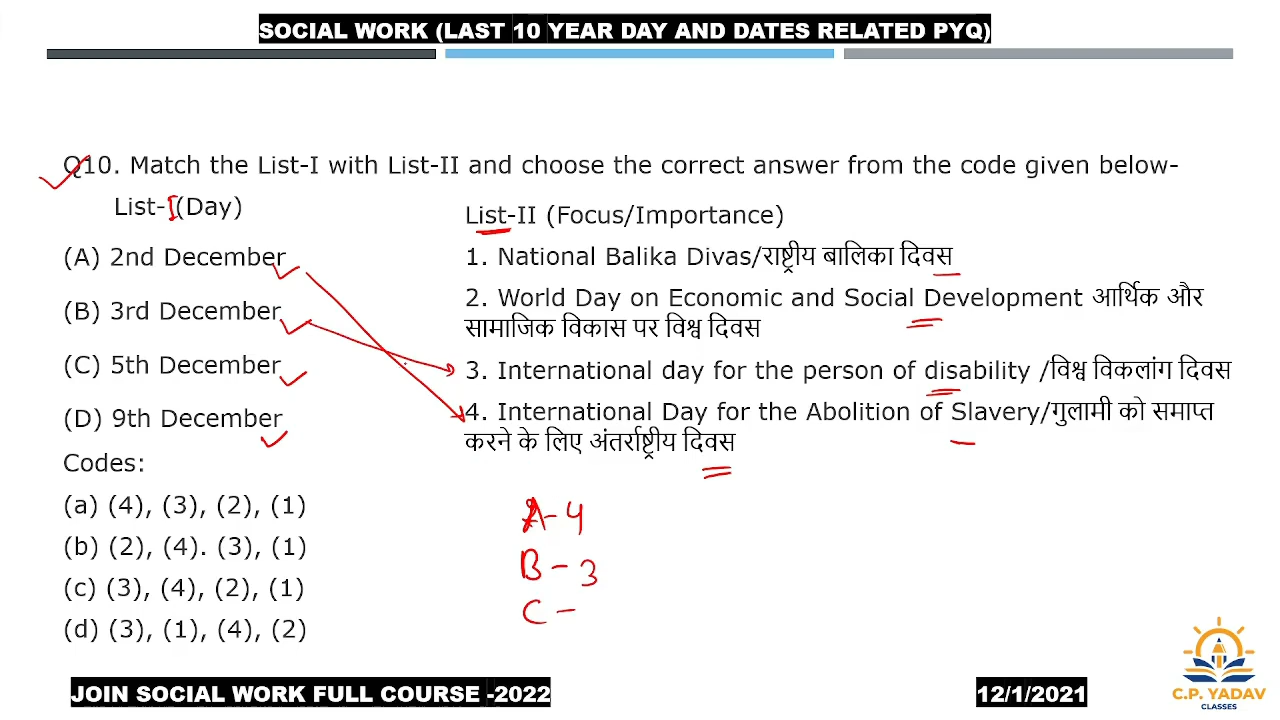 SOCIAL WORK (LAST 10 YEAR DAY AND DATES RELATED PYQ)
Q10. Match the List-I with List-II and choose the correct answer from the code given below-
List-I(Day)
(A) 2nd December
(B) 3rd December
(C) 5th December
(D) 9th December
Codes:
(a) (4), (3), (2), (1)
(b) (2), (4). (3), (1)
(c) (3), (4), (2), (1)
(d) (3), (1), (4), (2)
List-II (Focus/Importance)
1. National Balika Divas/राष्ट्रीय बालिका दिवस
2. World Day on Economic and Social Development आर्थिक और
सामाजिक विकास पर विश्व दिवस
3. International day for the person of disability /विश्व विकलांग दिवस
4. International Day for the Abolition of Slavery/गुलामी को समाप्त
करने के लिए अंतर्राष्ट्रीय दिवस
A-4
B-3
C-
JOIN SOCIAL WORK FULL COURSE -2022
12/1/2021
C.P. YADAV
CLASSES